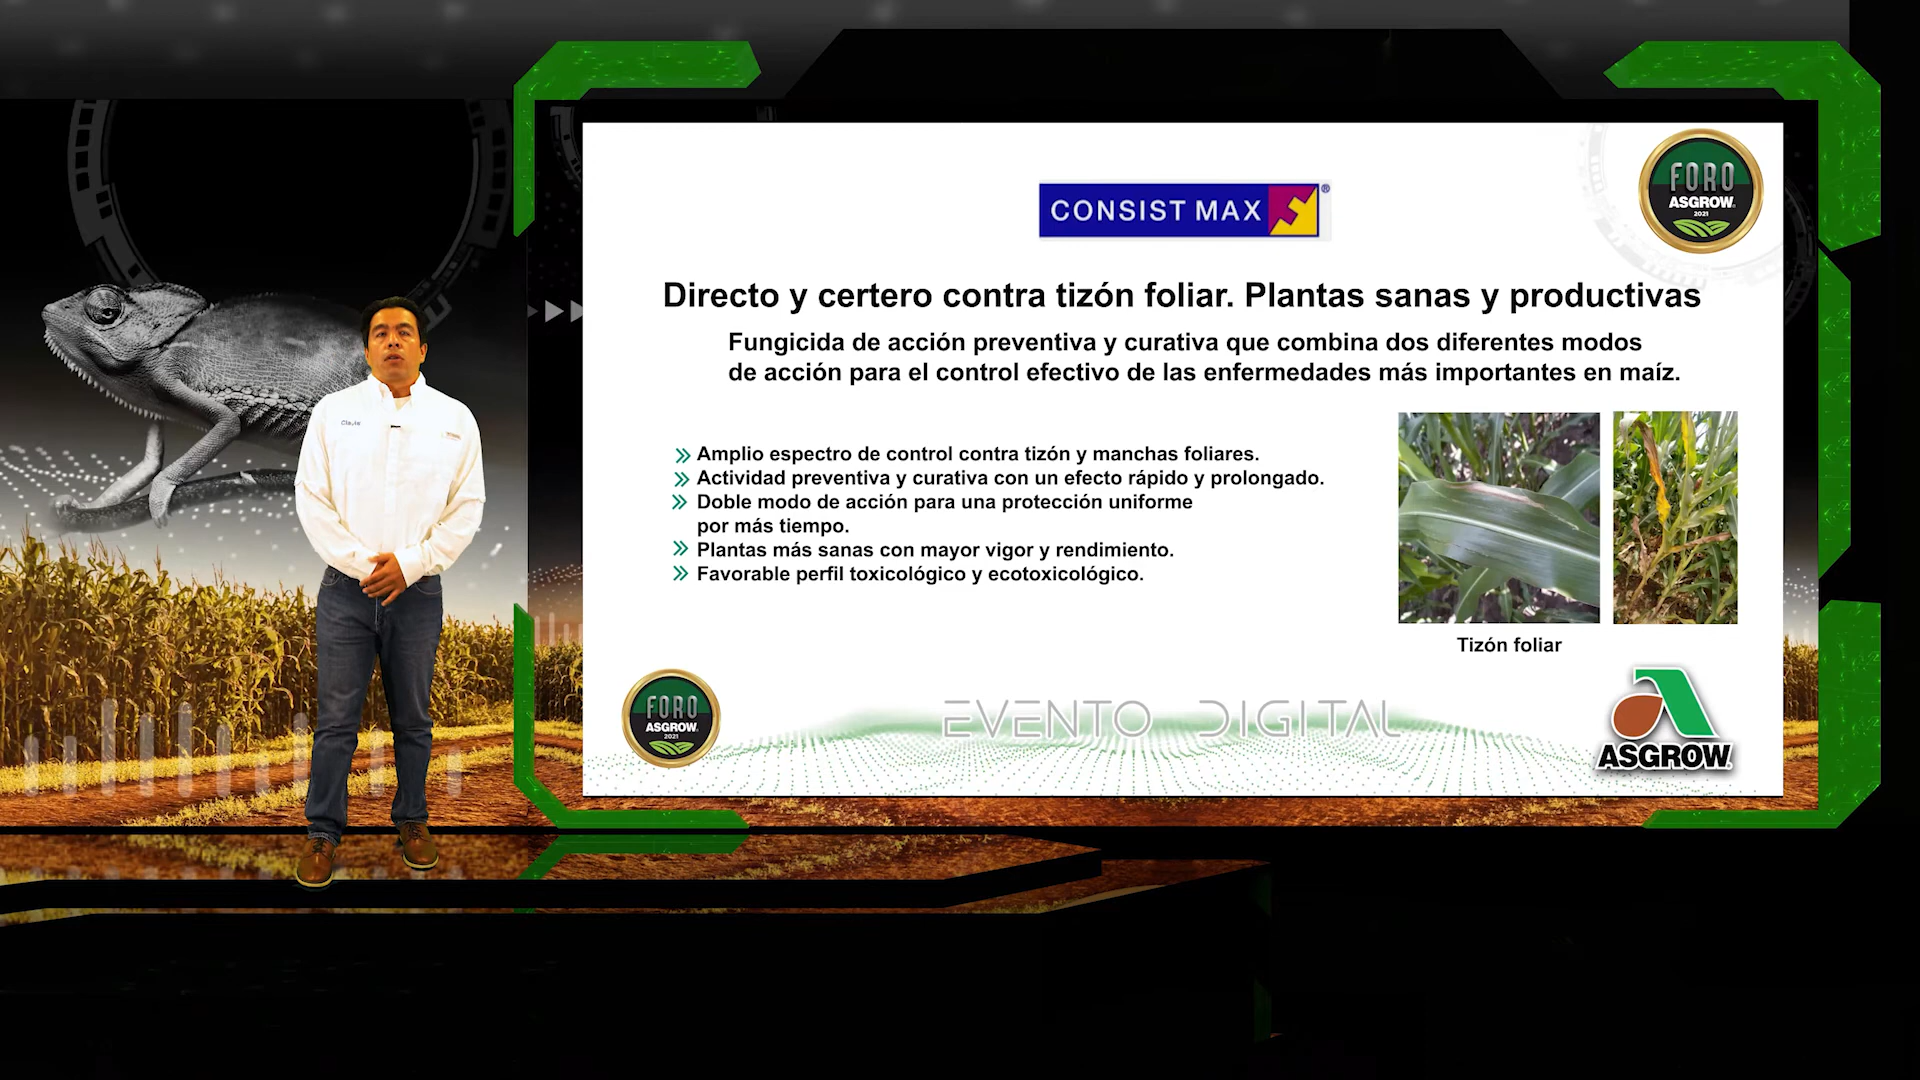 CONSIST MAX ®
FORO
ASGROW
2021
Directo y certero contra tizón foliar. Plantas sanas y productivas
Fungicida de acción preventiva y curativa que combina dos diferentes modos
de acción para el control efectivo de las enfermedades más importantes en maíz.
Amplio espectro de control contra tizón y manchas foliares.
Actividad preventiva y curativa con un efecto rápido y prolongado.
Doble modo de acción para una protección uniforme
por más tiempo.
Plantas más sanas con mayor vigor y rendimiento.
Favorable perfil toxicológico y ecotoxicológico.
Tizón foliar
FORO
ASGROW
2021
EVENTO DIGITAL
ASGROW